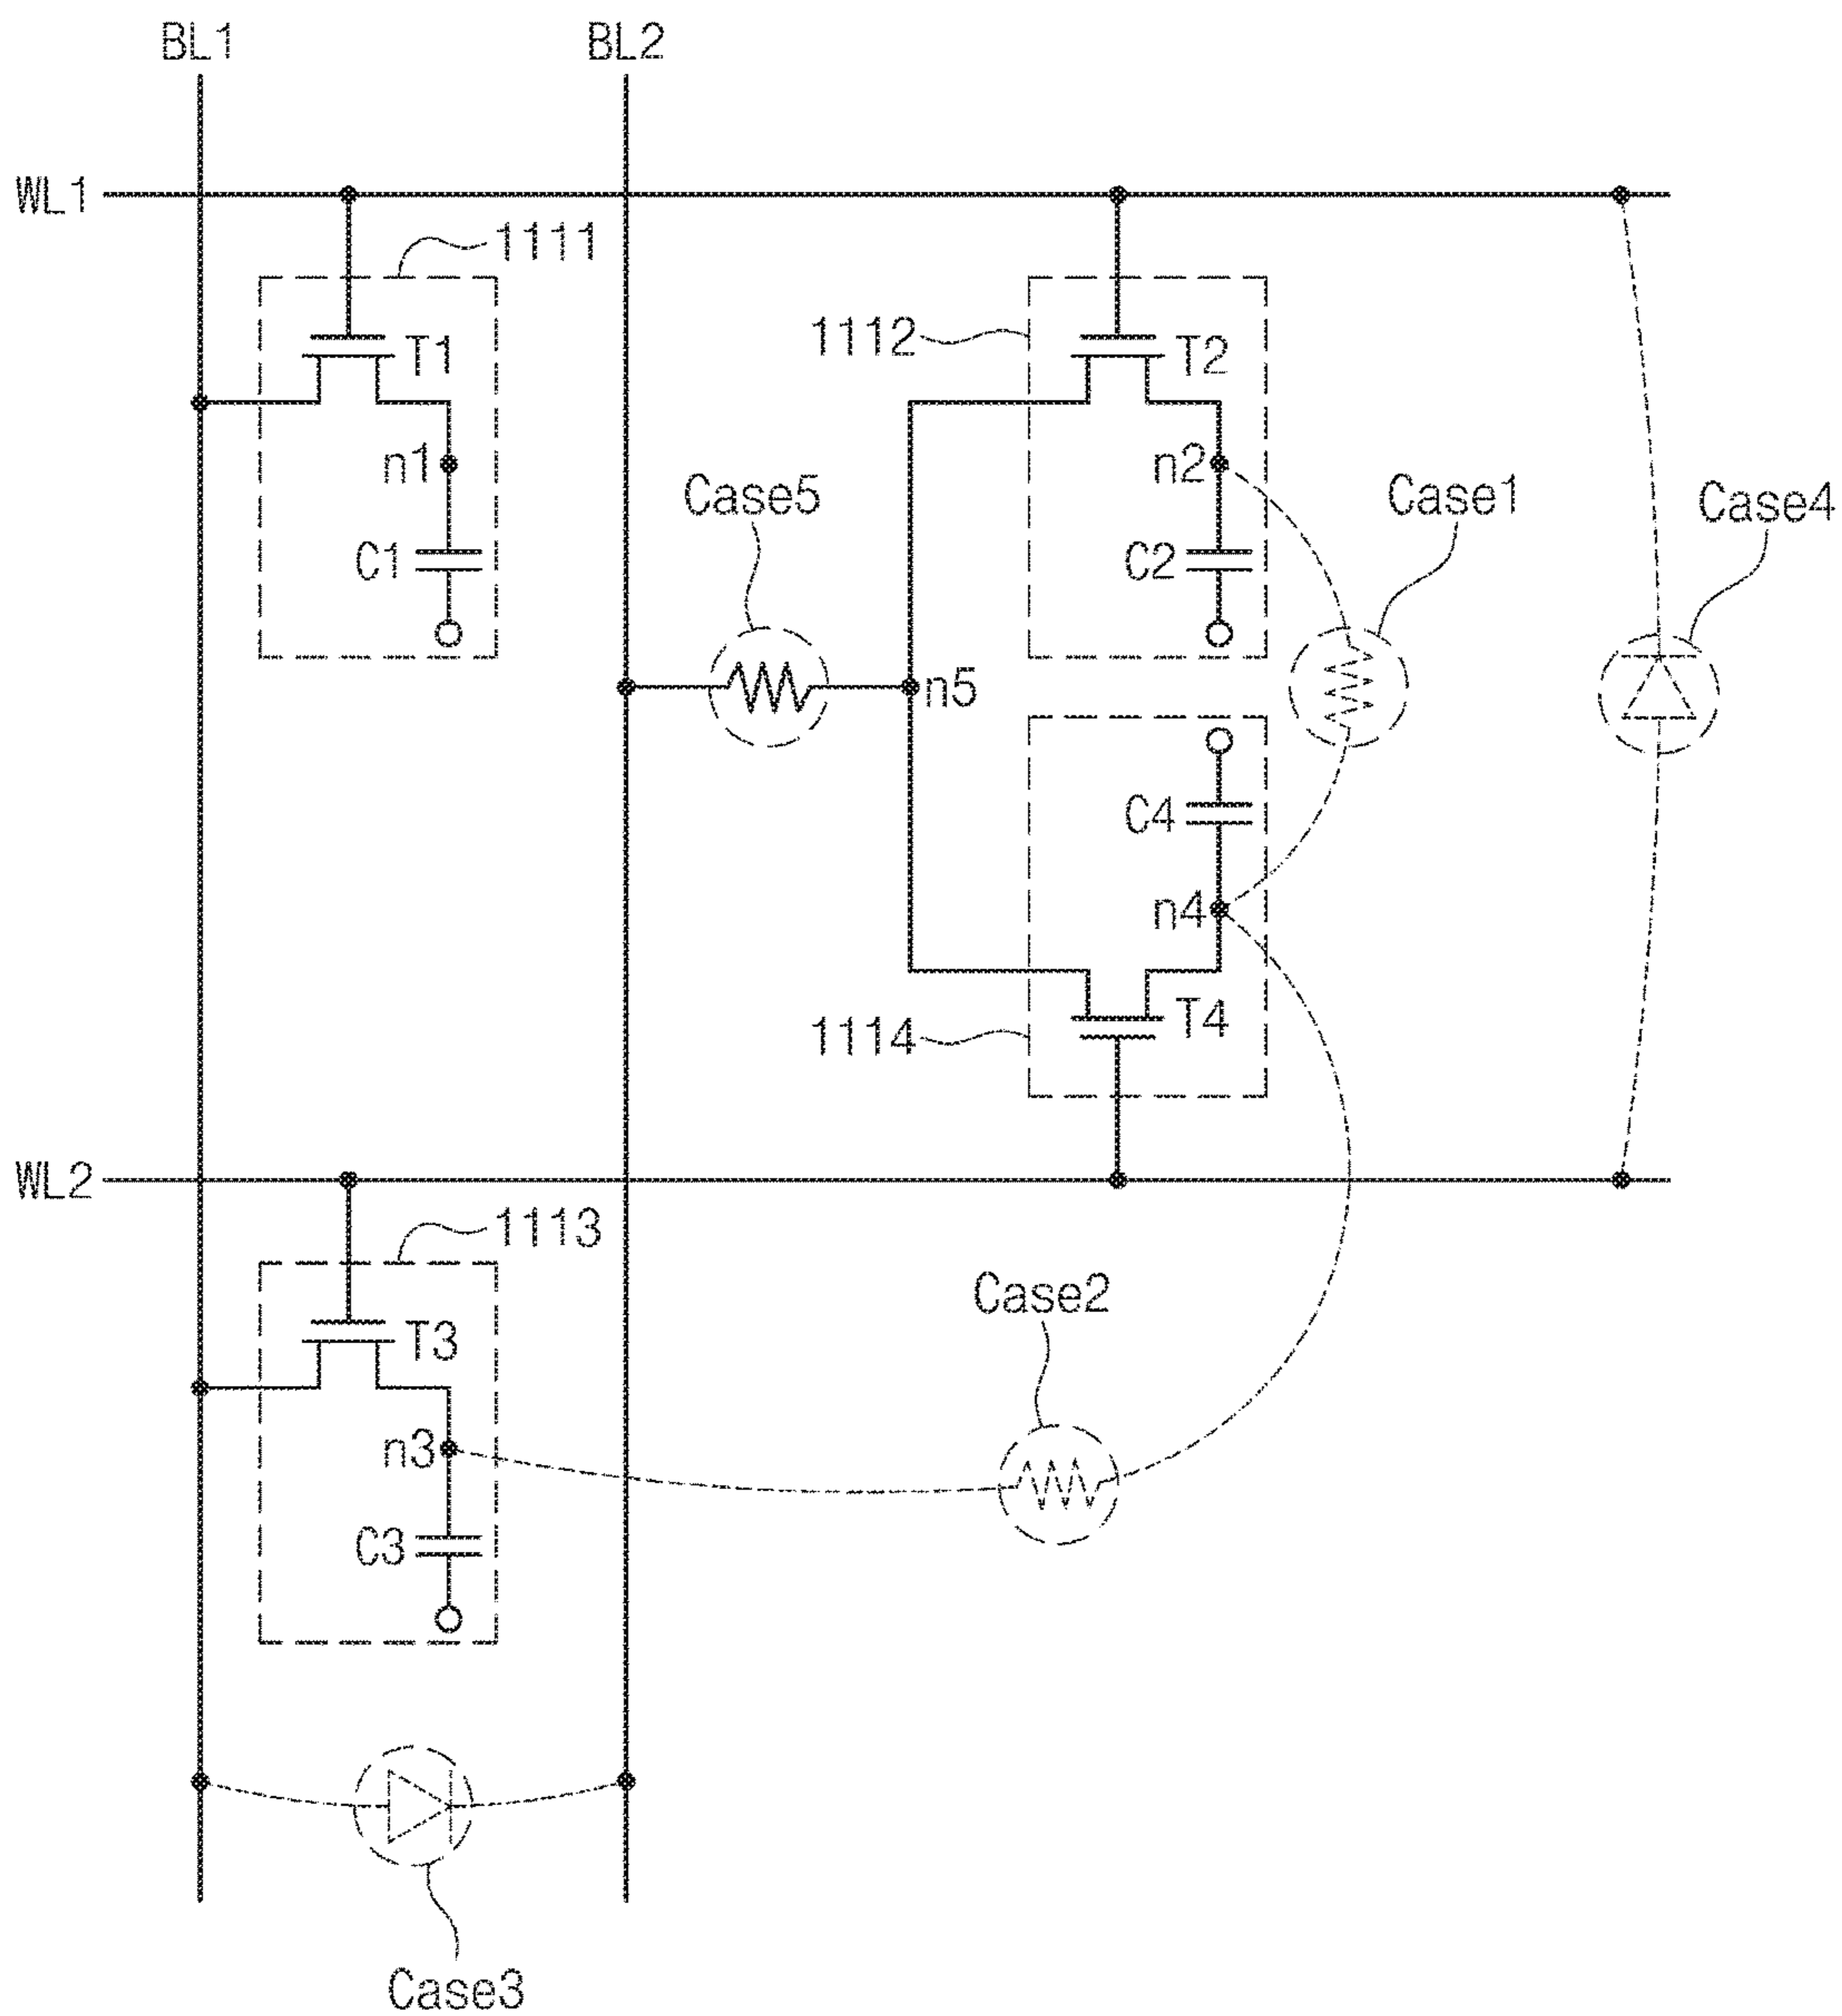 BL1
BL2
WL1
1111
1112
T1
T2
n1
n2
Case5
Case1
Case4
C1
C2
n5
C4
n4
T4
1114
WL2
1113
Case2
T3
n3
C3
Case3